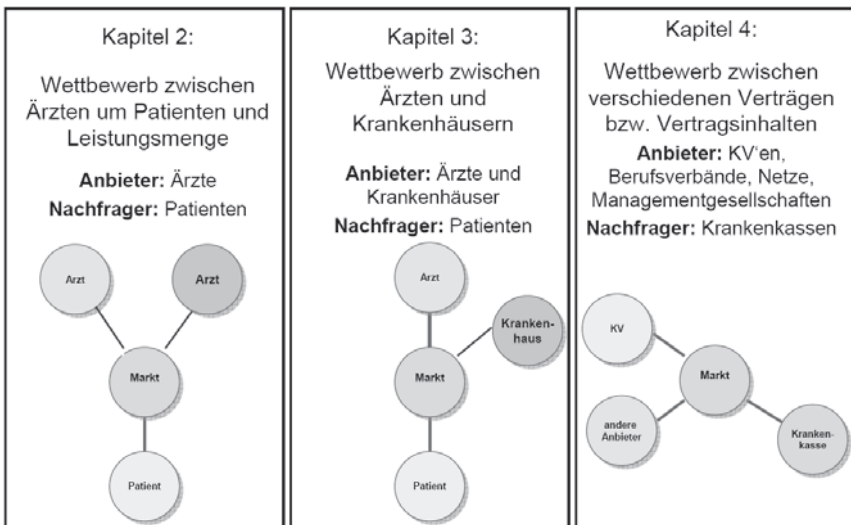 Kapitel 2:
Wettbewerb zwischen
Ärzten um Patienten und
Leistungsmenge
Anbieter: Ärzte
Nachfrager: Patienten
Arzt
Arzt
Markt
Patient
Kapitel 3:
Wettbewerb zwischen
Ärzten und
Krankenhäusern
Anbieter: Ärzte und
Krankenhäuser
Nachfrager: Patienten
Arzt
Kranken-
haus
Markt
Patient
Kapitel 4:
Wettbewerb zwischen
verschiedenen Verträgen
bzw. Vertragsinhalten
Anbieter: KV'en,
Berufsverbände, Netze,
Managementgesellschaften
Nachfrager: Krankenkassen
KV
Markt
andere
Anbieter
Kranken-
kasse